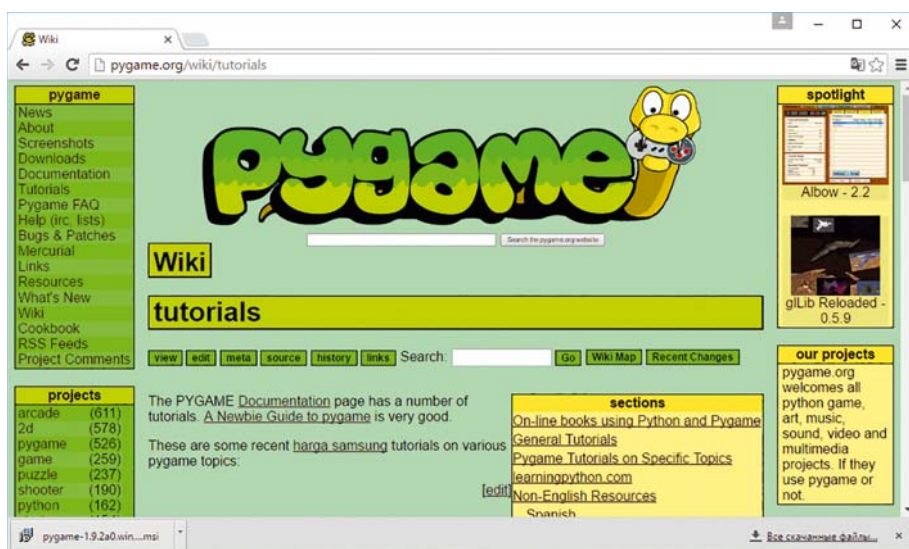 Wiki
pygame.org/wiki/tutorials
pygame
News
About
Screenshots
Downloads
Documentation
Tutorials
Pygame FAQ
Help (irc, lists)
Bugs & Patches
Mercurial
Links
Resources
What's New
Wiki
Cookbook
RSS Feeds
Project Comments
projects
arcade (611)
2d (578)
pygame (526)
game (259)
puzzle (237)
shooter (190)
python (162)
pygame
Search the pygame.org website
Wiki
tutorials
view edit meta source history links Search: Go Wiki Map Recent Changes
The PYGAME Documentation page has a number of
tutorials. A Newbie Guide to pygame is very good.
These are some recent harga samsung tutorials on various
pygame topics:
[edit]
sections
On-line books using Python and Pygame
General Tutorials
Pygame Tutorials on Specific Topics
learningpython.com
Non-English Resources
Spanish
spotlight
Albow - 2.2
glLib Reloaded -
0.5.9
our projects
pygame.org
welcomes all
python game,
art, music,
sound, video and
multimedia
projects. If they
use pygame or
not.
pygame-1.9.2a0.win....msi
Все скачанные файлы...